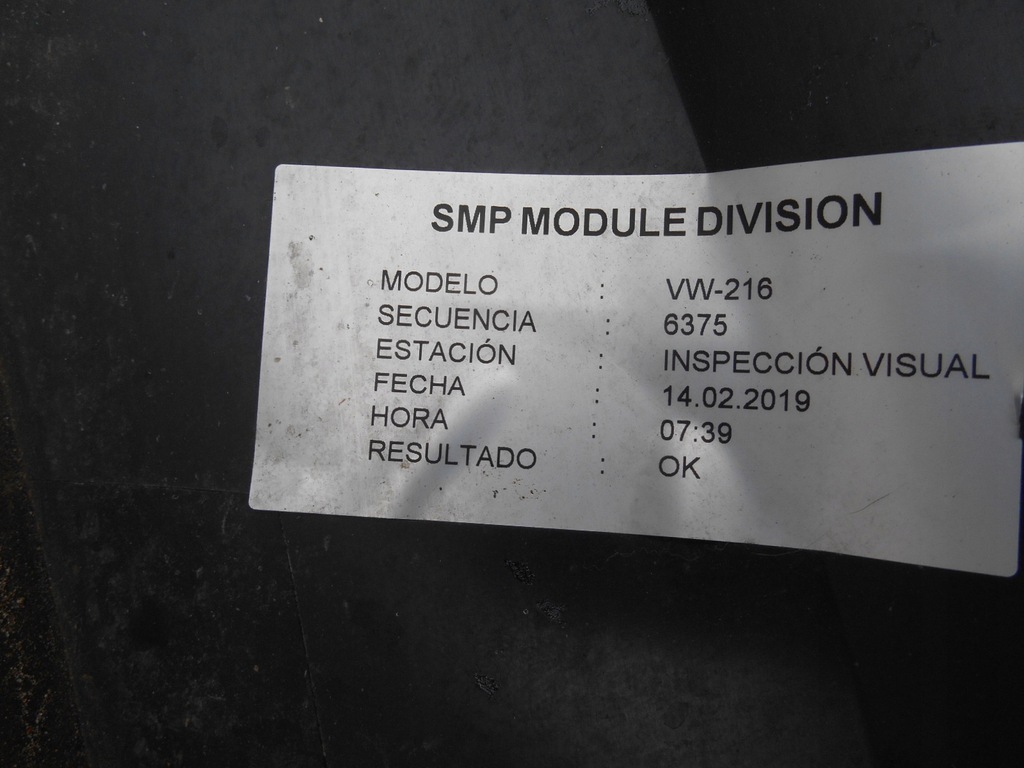 SMP MODULE DIVISION
MODELO : VW-216
SECUENCIA : 6375
ESTACIÓN : INSPECCIÓN VISUAL
FECHA : 14.02.2019
HORA : 07:39
RESULTADO : OK